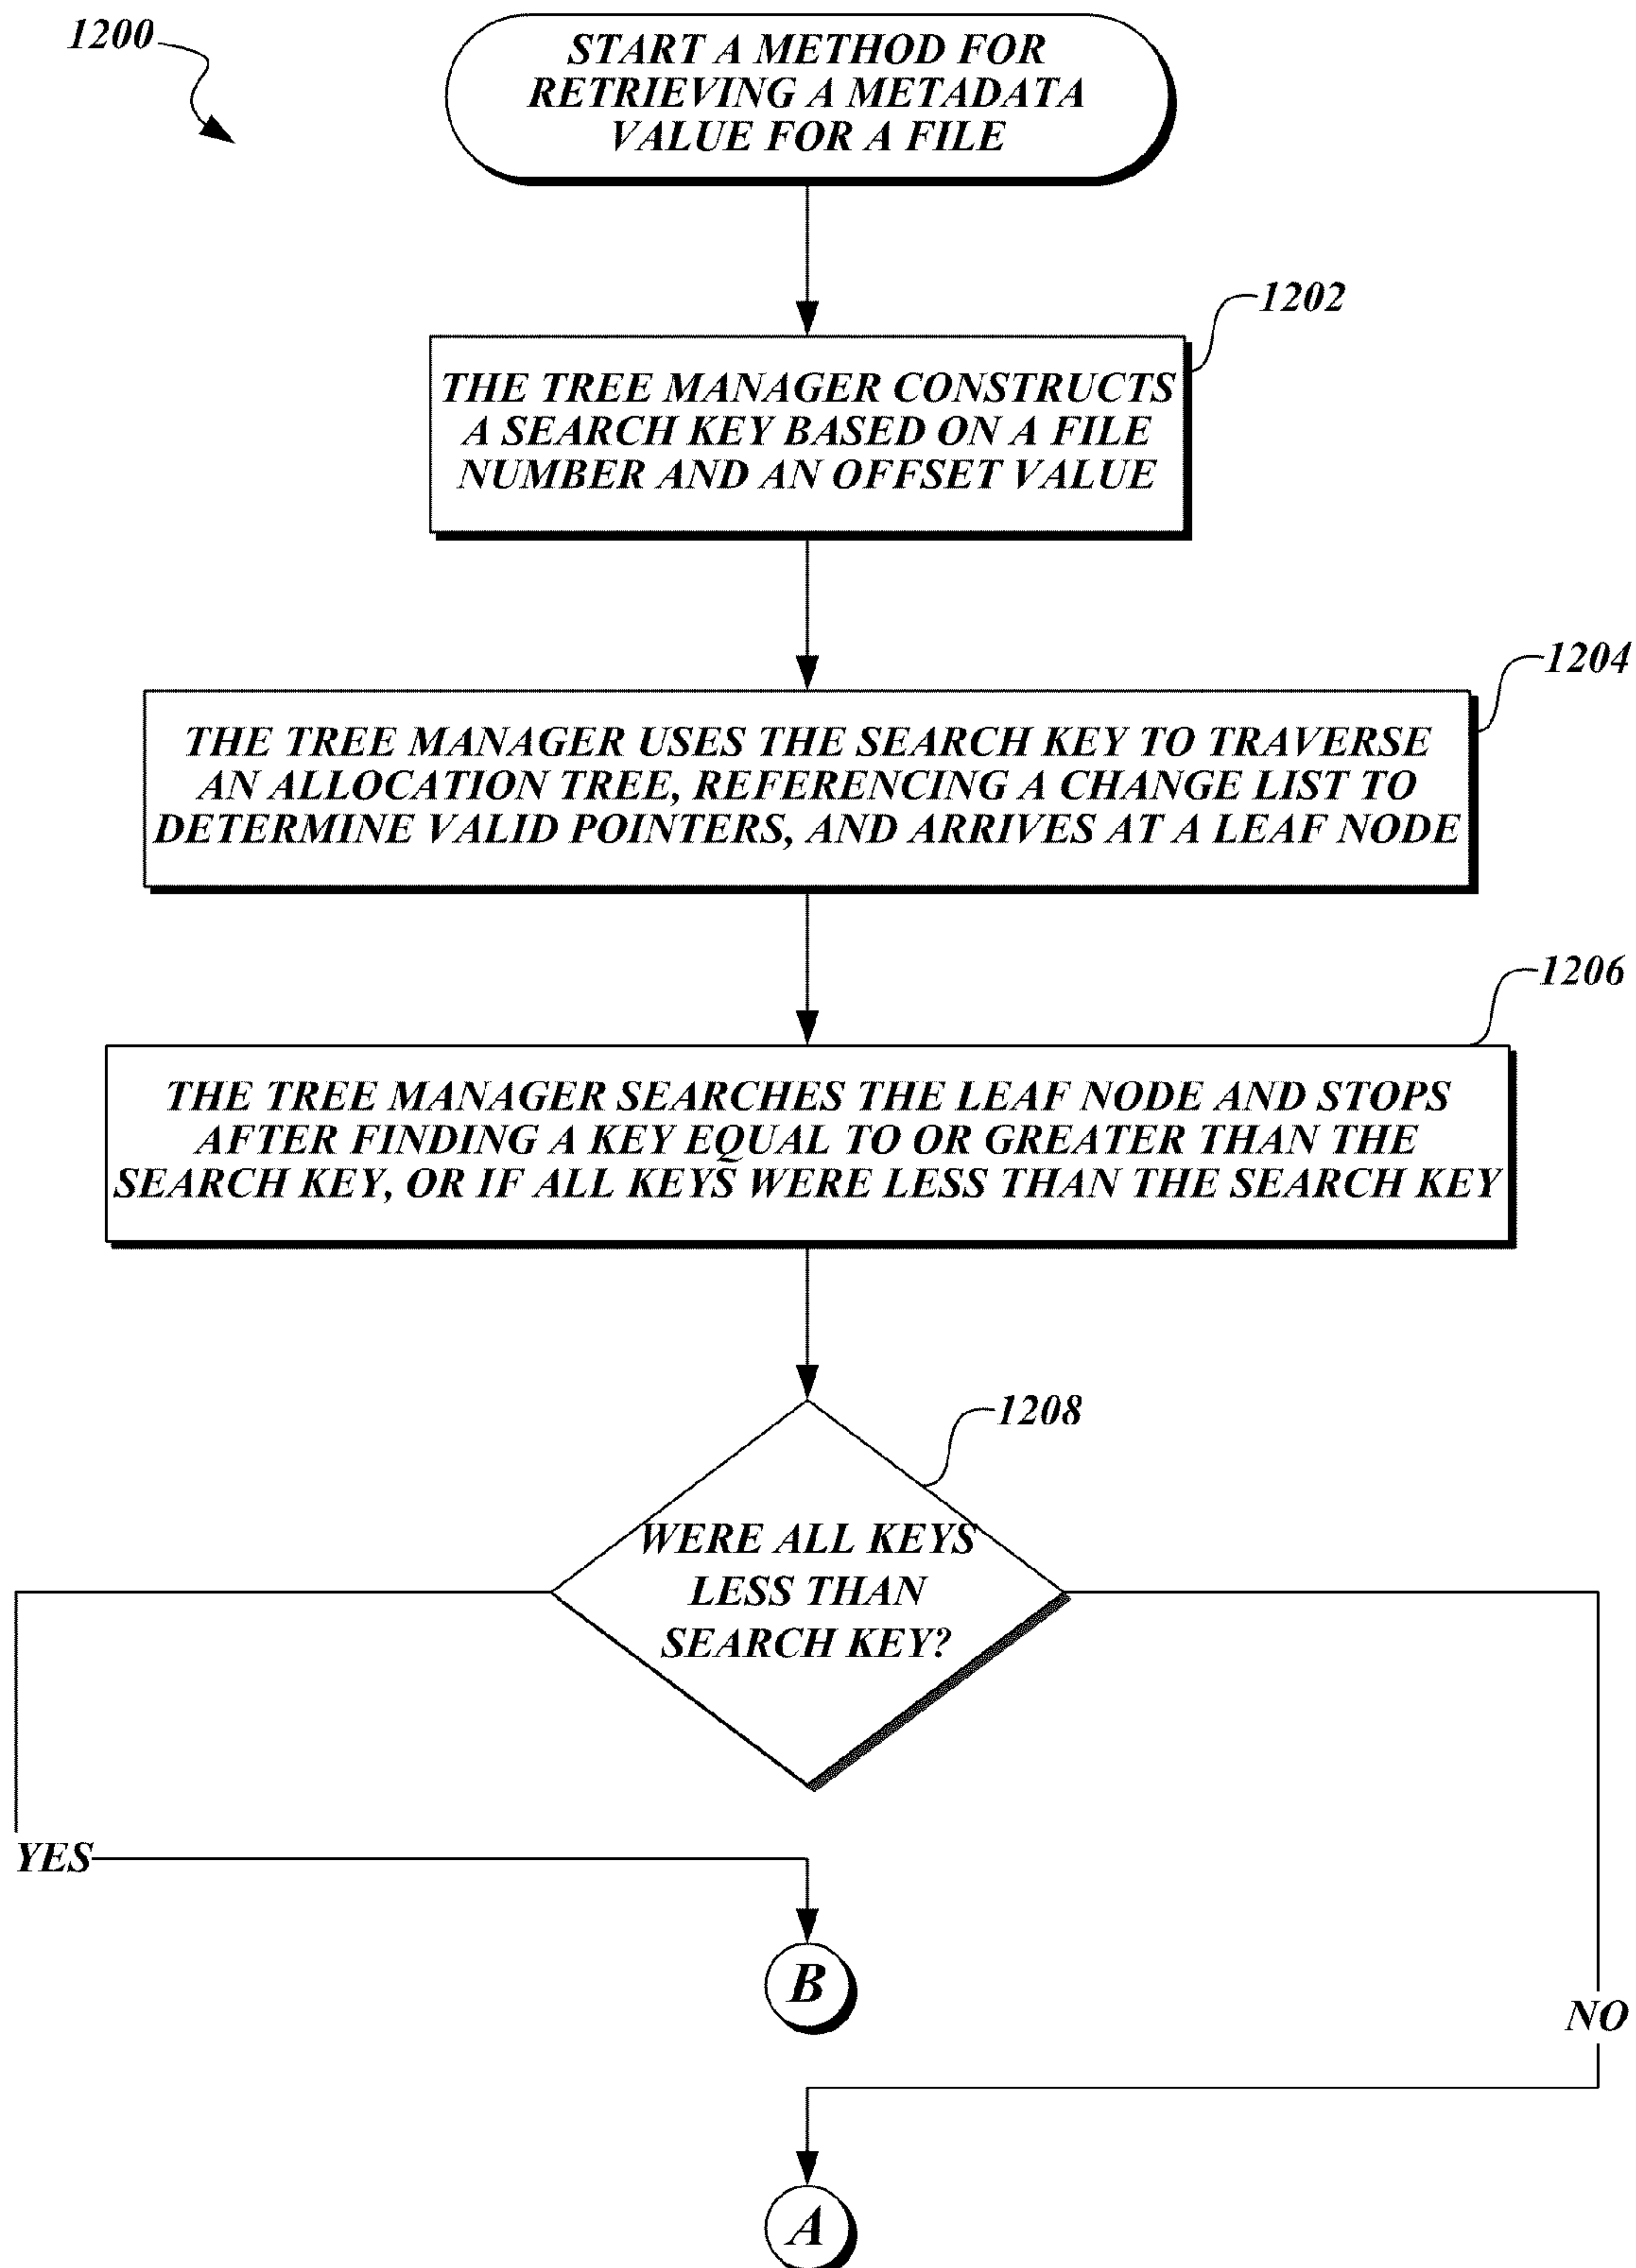 1200
START A METHOD FOR
RETRIEVING A METADATA
VALUE FOR A FILE
1202
THE TREE MANAGER CONSTRUCTS
A SEARCH KEY BASED ON A FILE
NUMBER AND AN OFFSET VALUE
1204
THE TREE MANAGER USES THE SEARCH KEY TO TRAVERSE
AN ALLOCATION TREE, REFERENCING A CHANGE LIST TO
DETERMINE VALID POINTERS, AND ARRIVES AT A LEAF NODE
1206
THE TREE MANAGER SEARCHES THE LEAF NODE AND STOPS
AFTER FINDING A KEY EQUAL TO OR GREATER THAN THE
SEARCH KEY, OR IF ALL KEYS WERE LESS THAN THE SEARCH KEY
1208
WERE ALL KEYS
LESS THAN
SEARCH KEY?
YES
B
NO
A